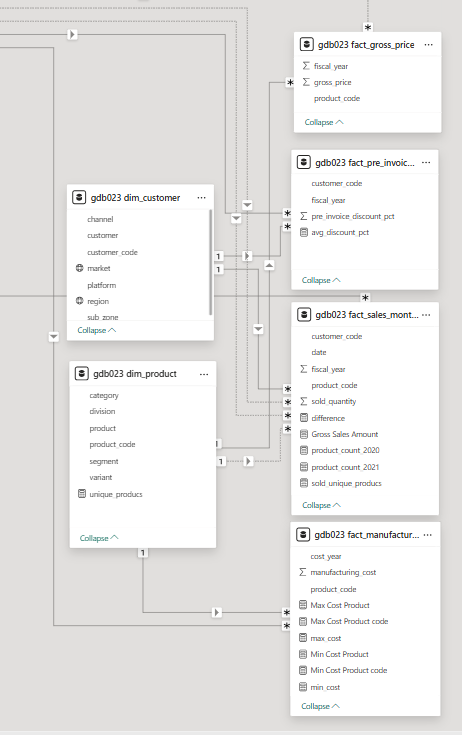 gdb023 fact_gross_price ...
fiscal_year
gross_price
product_code
Collapse
gdb023 fact_pre_invoic... ...
customer_code
fiscal_year
pre_invoice_discount_pct
avg_discount_pct
Collapse
gdb023 dim_customer ...
channel
customer
customer_code
market
platform
region
sub_zone
Collapse
1
1
gdb023 fact_sales_mont... ...
customer_code
date
fiscal_year
product_code
sold_quantity
difference
Gross Sales Amount
product_count_2020
product_count_2021
sold_unique_producs
Collapse
gdb023 dim_product ...
category
division
product
product_code
segment
variant
unique_producs
Collapse
1
1
1
gdb023 fact_manufactur... ...
cost_year
manufacturing_cost
product_code
Max Cost Product
Max Cost Product code
max_cost
Min Cost Product
Min Cost Product code
min_cost
Collapse